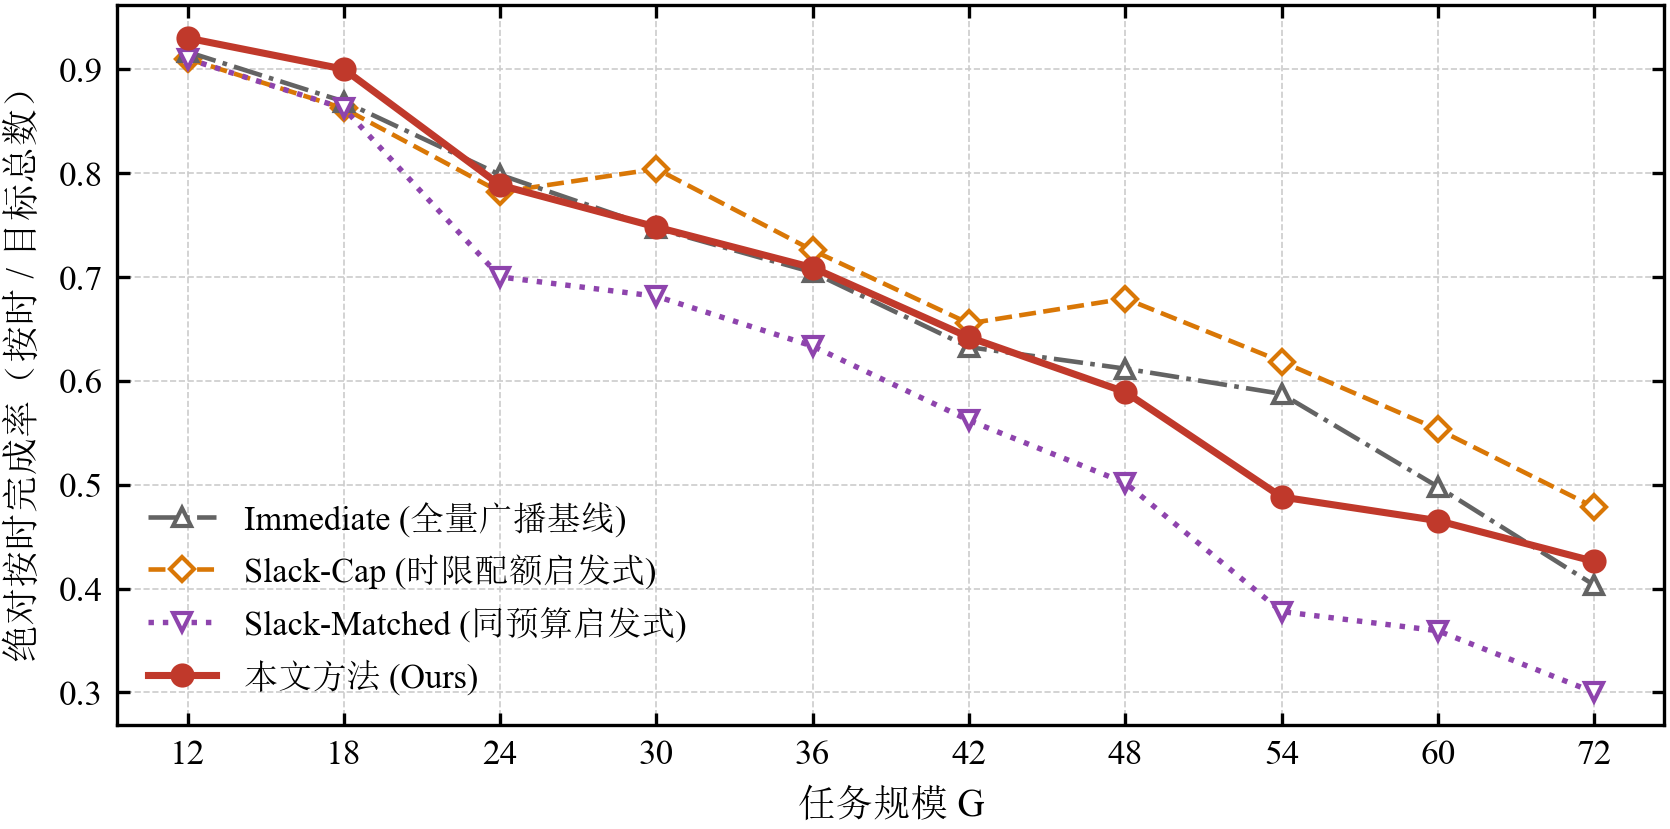 绝对按时完成率（按时 / 目标总数）
0.9
0.8
0.7
0.6
0.5
0.4
0.3
Immediate (全量广播基线)
Slack-Cap (时限配额启发式)
Slack-Matched (同预算启发式)
本文方法 (Ours)
12 18 24 30 36 42 48 54 60 72
任务规模 G